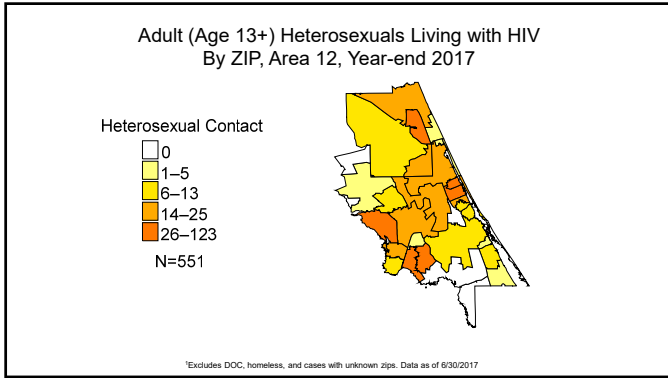 Adult (Age 13+) Heterosexuals Living with HIV
By ZIP, Area 12, Year-end 2017
Heterosexual Contact
0
1–5
6–13
14–25
26–123
N=551
¹Excludes DOC, homeless, and cases with unknown zips. Data as of 6/30/2017